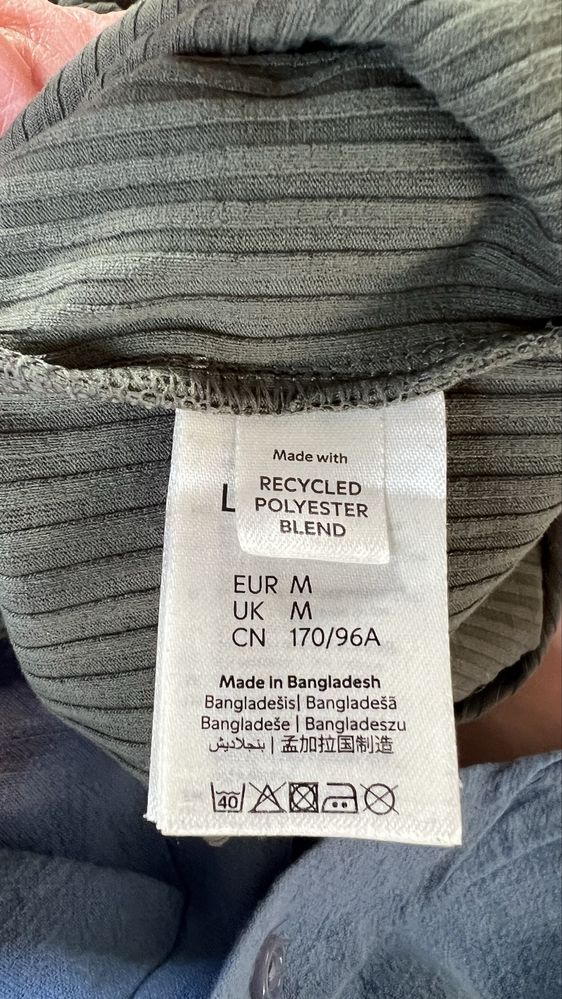 Made with
RECYCLED
POLYESTER
BLEND
L
EUR M
UK M
CN 170/96A
Made in Bangladesh
Bangladešis| Bangladešā
Bangladeše | Bangladeszu
بنجلاديش | 孟加拉国制造
40